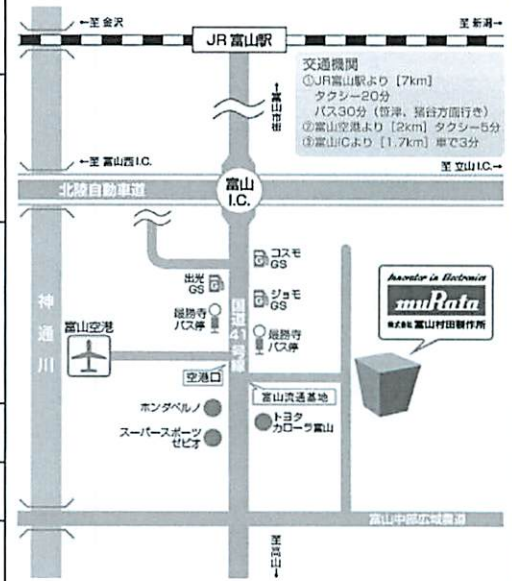 ←至 金沢
至 新潟→
JR 富山駅
交通機関
①JR富山駅より [7km]
タクシー20分
バス30分 (笹津、猪谷方面行き)
②富山空港より [2km] タクシー5分
③富山ICより [1.7km] 車で3分
←富山市街
←至 富山西I.C.
至 立山I.C.→
北陸自動車道
富山
I.C.
コスモ
GS
出光
GS
ジョモ
GS
最勝寺
バス停
最勝寺
バス停
神通川
国道41号線
富山空港
空港口
富山流通基地
ホンダベルノ
スーパースポーツ
ゼビオ
トヨタ
カローラ富山
Innovator in Electronics
muRata
株式会社 富山村田製作所
富山中部広域農道
至 高山→